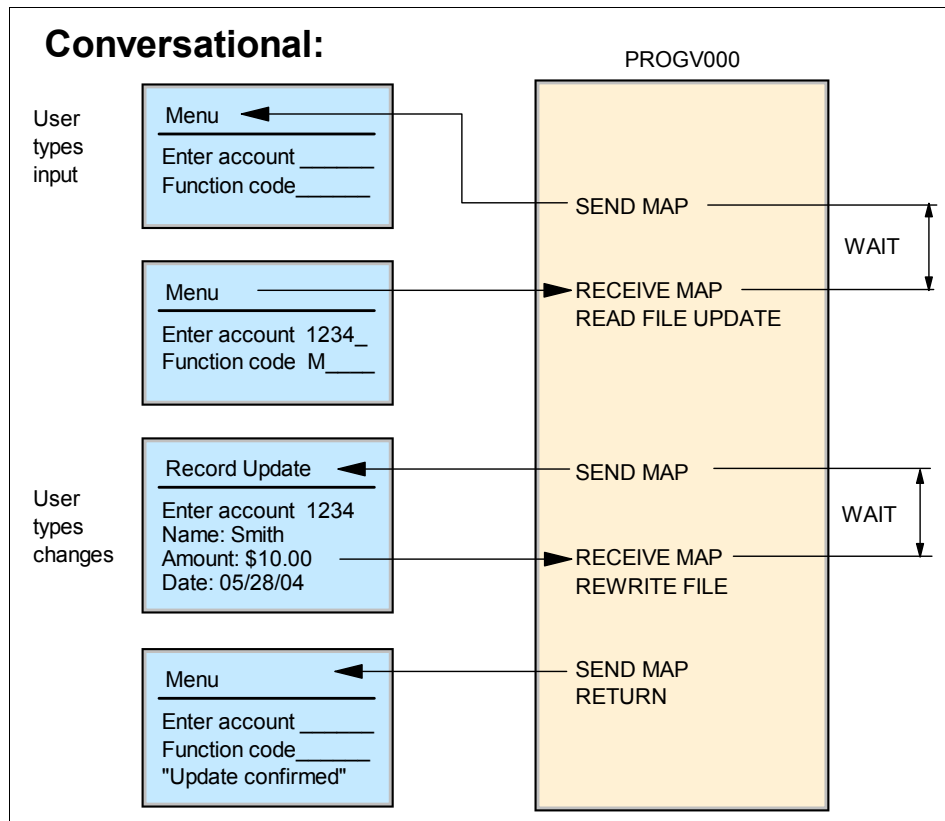 Conversational:
PROGV000
User
types
input
Menu
Enter account ______
Function code______
SEND MAP
WAIT
Menu
Enter account 1234_
Function code M____
RECEIVE MAP
READ FILE UPDATE
User
types
changes
Record Update
Enter account 1234
Name: Smith
Amount: $10.00
Date: 05/28/04
SEND MAP
WAIT
RECEIVE MAP
REWRITE FILE
Menu
Enter account ______
Function code______
"Update confirmed"
SEND MAP
RETURN